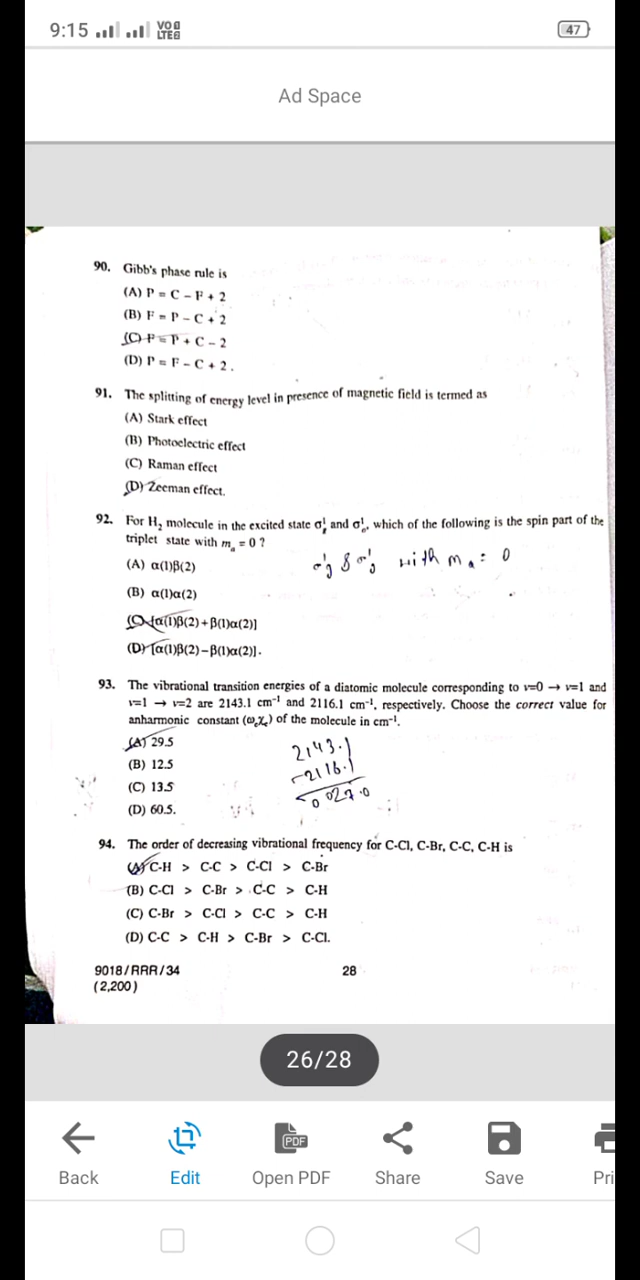 9:15 VO LTE 47
Ad Space
90. Gibb's phase rule is
(A) P = C – F + 2
(B) F = P – C + 2
(C) P = P + C – 2
(D) P = F – C + 2.
91. The splitting of energy level in presence of magnetic field is termed as
(A) Stark effect
(B) Photoelectric effect
(C) Raman effect
(D) Zeeman effect.
92. For H₂ molecule in the excited state σ¹g and σ¹u, which of the following is the spin part of the
triplet state with mₛ = 0 ?
σ¹g & σ¹g with mₛ = 0
(A) α(1)β(2)
(B) α(1)α(2)
(C) [α(1)β(2) + β(1)α(2)]
(D) [α(1)β(2) – β(1)α(2)].
93. The vibrational transition energies of a diatomic molecule corresponding to v=0 → v=1 and
v=1 → v=2 are 2143.1 cm⁻¹ and 2116.1 cm⁻¹, respectively. Choose the correct value for
anharmonic constant (ωₑχₑ) of the molecule in cm⁻¹.
(A) 29.5
(B) 12.5
(C) 13.5
(D) 60.5.
2143.1
-2116.1
0027.0
94. The order of decreasing vibrational frequency for C-Cl, C-Br, C-C, C-H is
(A) C-H > C-C > C-Cl > C-Br
(B) C-Cl > C-Br > C-C > C-H
(C) C-Br > C-Cl > C-C > C-H
(D) C-C > C-H > C-Br > C-Cl.
9018/RRR/34 28
(2,200)
26/28
PDF
Back Edit Open PDF Share Save Pri